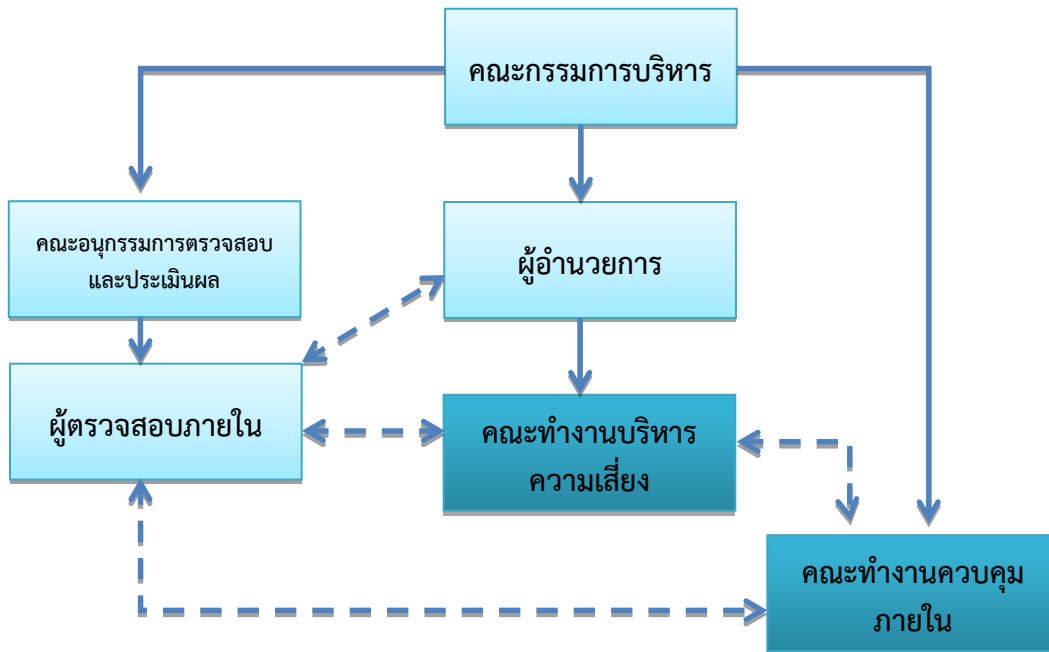 คณะกรรมการบริหาร
คณะอนุกรรมการตรวจสอบ
และประเมินผล
ผู้อำนวยการ
ผู้ตรวจสอบภายใน
คณะทำงานบริหาร
ความเสี่ยง
คณะทำงานควบคุม
ภายใน